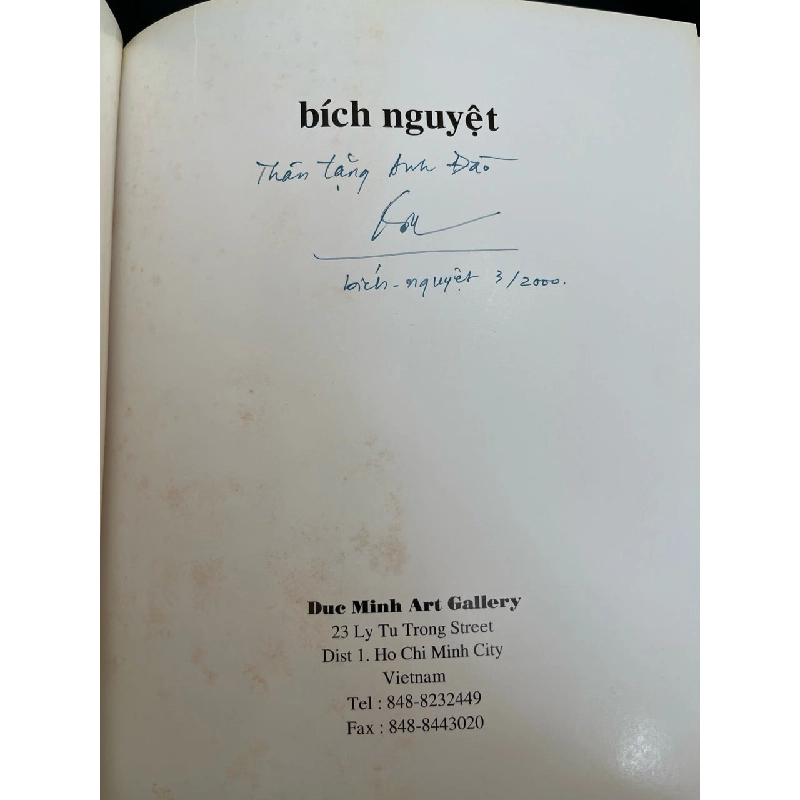 bích nguyệt
Thân tặng Anh Đào
bích-nguyệt 3/2000.
Duc Minh Art Gallery
23 Ly Tu Trong Street
Dist 1. Ho Chi Minh City
Vietnam
Tel : 848-8232449
Fax : 848-8443020